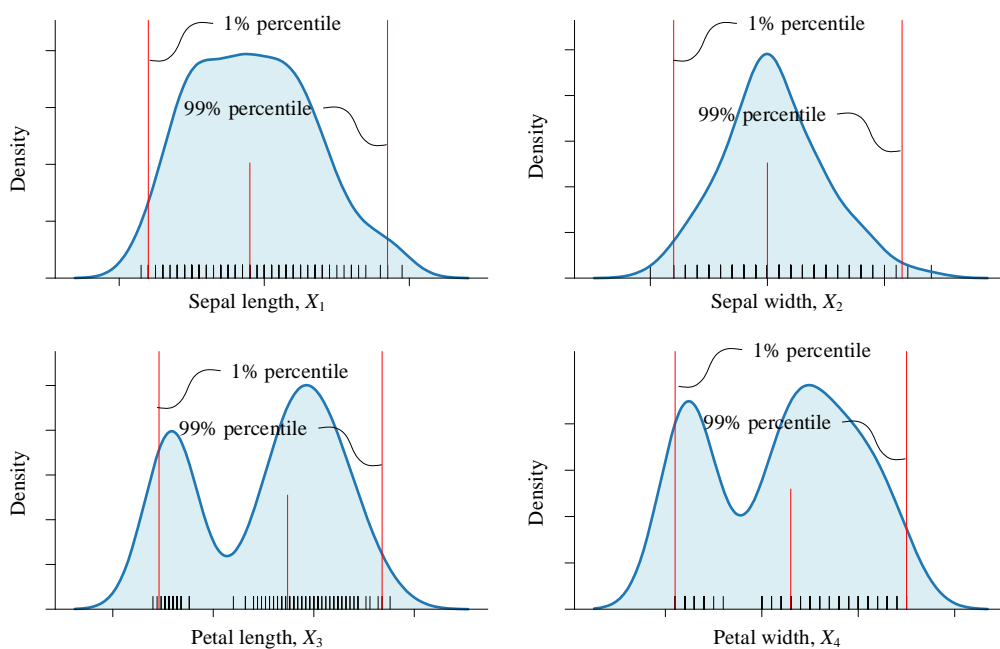 1% percentile
99% percentile
Density
Sepal length, X1
1% percentile
99% percentile
Density
Sepal width, X2
1% percentile
99% percentile
Density
Petal length, X3
1% percentile
99% percentile
Density
Petal width, X4